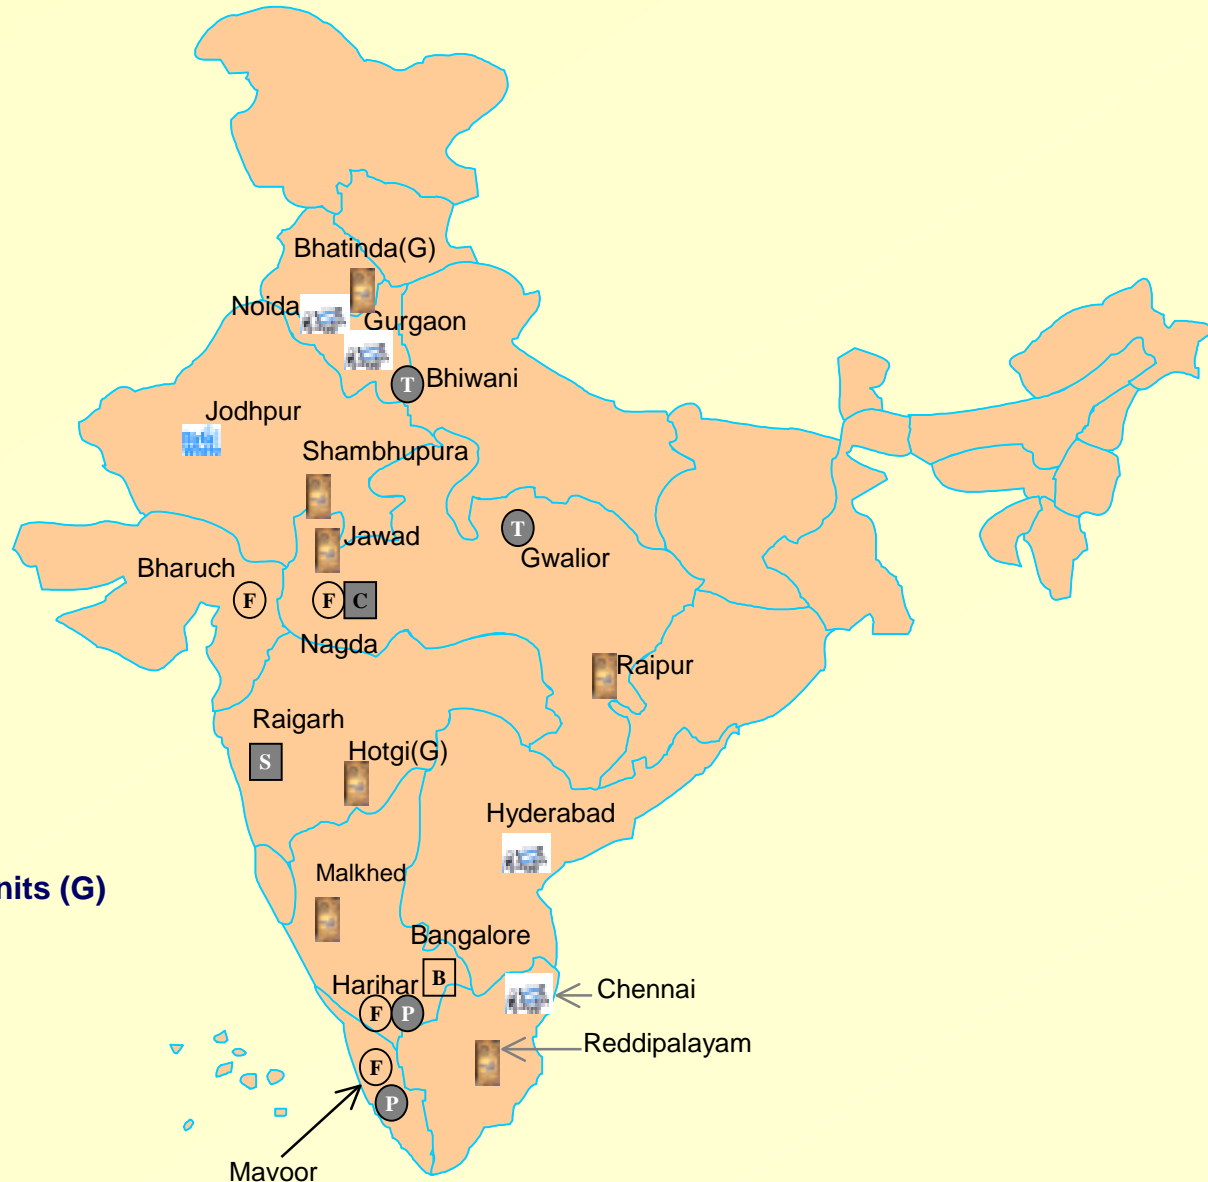 Bhatinda(G)
Noida
Gurgaon
T
Bhiwani
Jodhpur
Shambhupura
T
Jawad
Gwalior
Bharuch
F
F
C
Nagda
Raipur
Raigarh
S
Hotgi(G)
Hyderabad
Malkhed
nits (G)
Bangalore
B
Harihar
Chennai
F
P
Reddipalayam
F
P
Mavoor